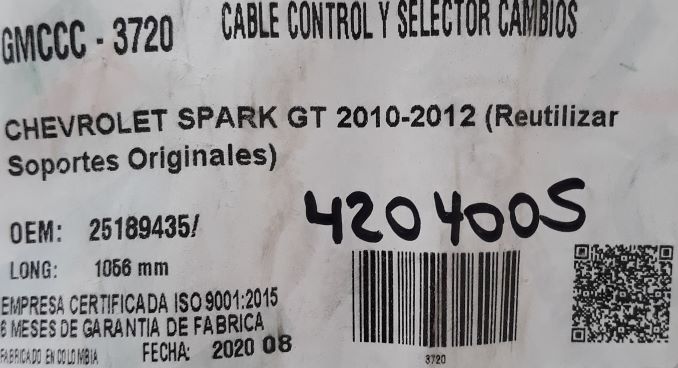 GMCCC - 3720
CABLE CONTROL Y SELECTOR CAMBIOS
CHEVROLET SPARK GT 2010-2012 (Reutilizar
Soportes Originales)
OEM: 25189435/
420400S
LONG: 1056 mm
EMPRESA CERTIFICADA ISO 9001:2015
6 MESES DE GARANTIA DE FABRICA
FABRICADO EN COLOMBIA FECHA: 2020 08
3720